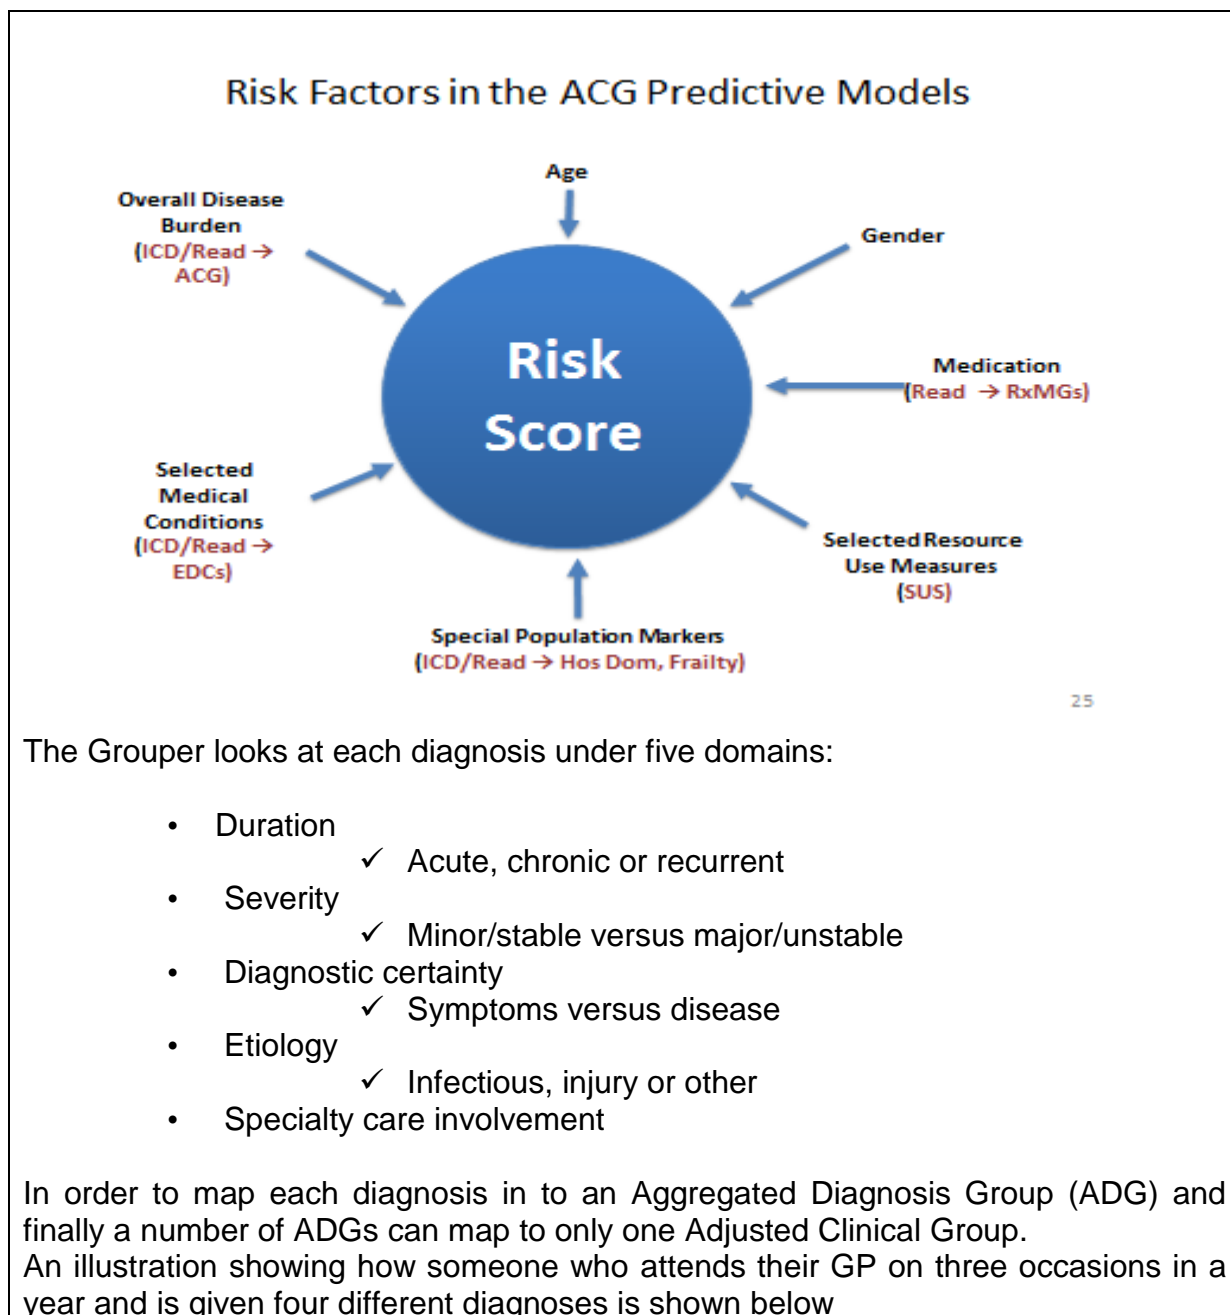 Risk Factors in the ACG Predictive Models
Age
Overall Disease
Burden
(ICD/Read →
ACG)
Gender
Risk
Score
Medication
(Read → RxMGs)
Selected
Medical
Conditions
(ICD/Read →
EDCs)
Selected Resource
Use Measures
(SUS)
Special Population Markers
(ICD/Read → Hos Dom, Frailty)
25
The Grouper looks at each diagnosis under five domains:
• Duration
✓ Acute, chronic or recurrent
• Severity
✓ Minor/stable versus major/unstable
• Diagnostic certainty
✓ Symptoms versus disease
• Etiology
✓ Infectious, injury or other
• Specialty care involvement
In order to map each diagnosis in to an Aggregated Diagnosis Group (ADG) and
finally a number of ADGs can map to only one Adjusted Clinical Group.
An illustration showing how someone who attends their GP on three occasions in a
year and is given four different diagnoses is shown below